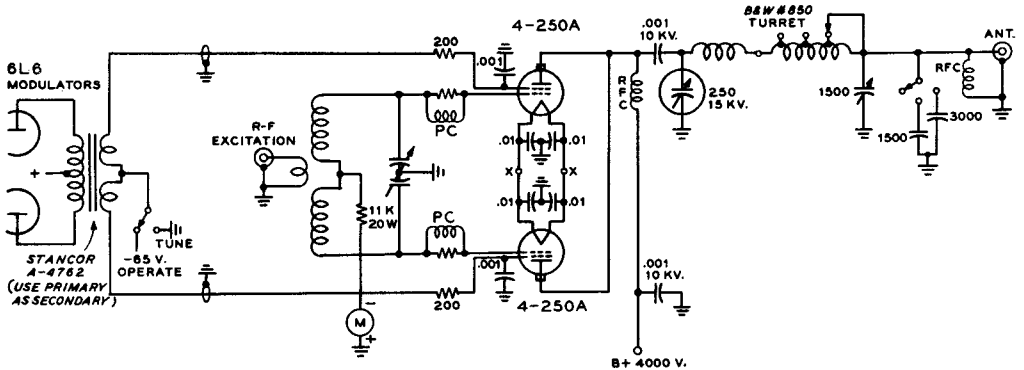 6L6
MODULATORS
+
STANCOR
A-4762
(USE PRIMARY
AS SECONDARY)
-65 V.
OPERATE
TUNE
R-F
EXCITATION
200
.001
PC
11 K
20W
PC
.001
200
-
M
+
4-250A
.01
.01
X
X
.01
.01
4-250A
RFC
.001
10 KV.
250
15 KV.
B&W #850
TURRET
1500
1500
3000
RFC
ANT.
.001
10 KV.
B+ 4000 V.